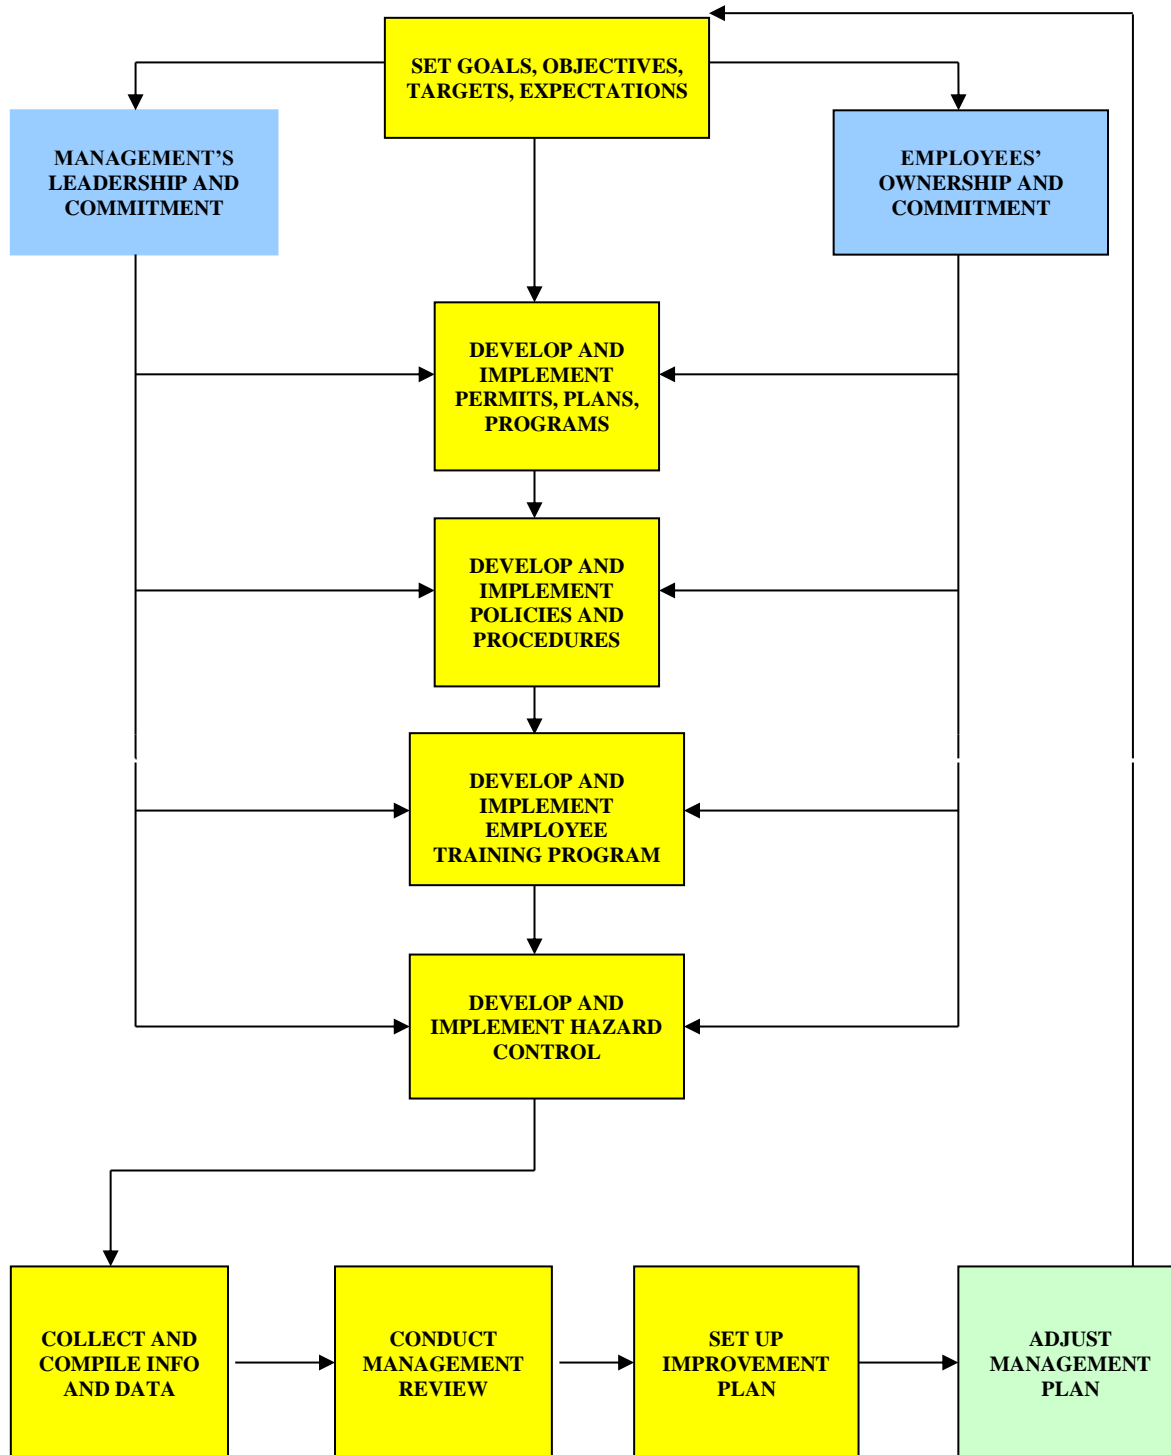 SET GOALS, OBJECTIVES,
TARGETS, EXPECTATIONS
MANAGEMENT’S
LEADERSHIP AND
COMMITMENT
EMPLOYEES’
OWNERSHIP AND
COMMITMENT
DEVELOP AND
IMPLEMENT
PERMITS, PLANS,
PROGRAMS
DEVELOP AND
IMPLEMENT
POLICIES AND
PROCEDURES
DEVELOP AND
IMPLEMENT
EMPLOYEE
TRAINING PROGRAM
DEVELOP AND
IMPLEMENT HAZARD
CONTROL
COLLECT AND
COMPILE INFO
AND DATA
CONDUCT
MANAGEMENT
REVIEW
SET UP
IMPROVEMENT
PLAN
ADJUST
MANAGEMENT
PLAN